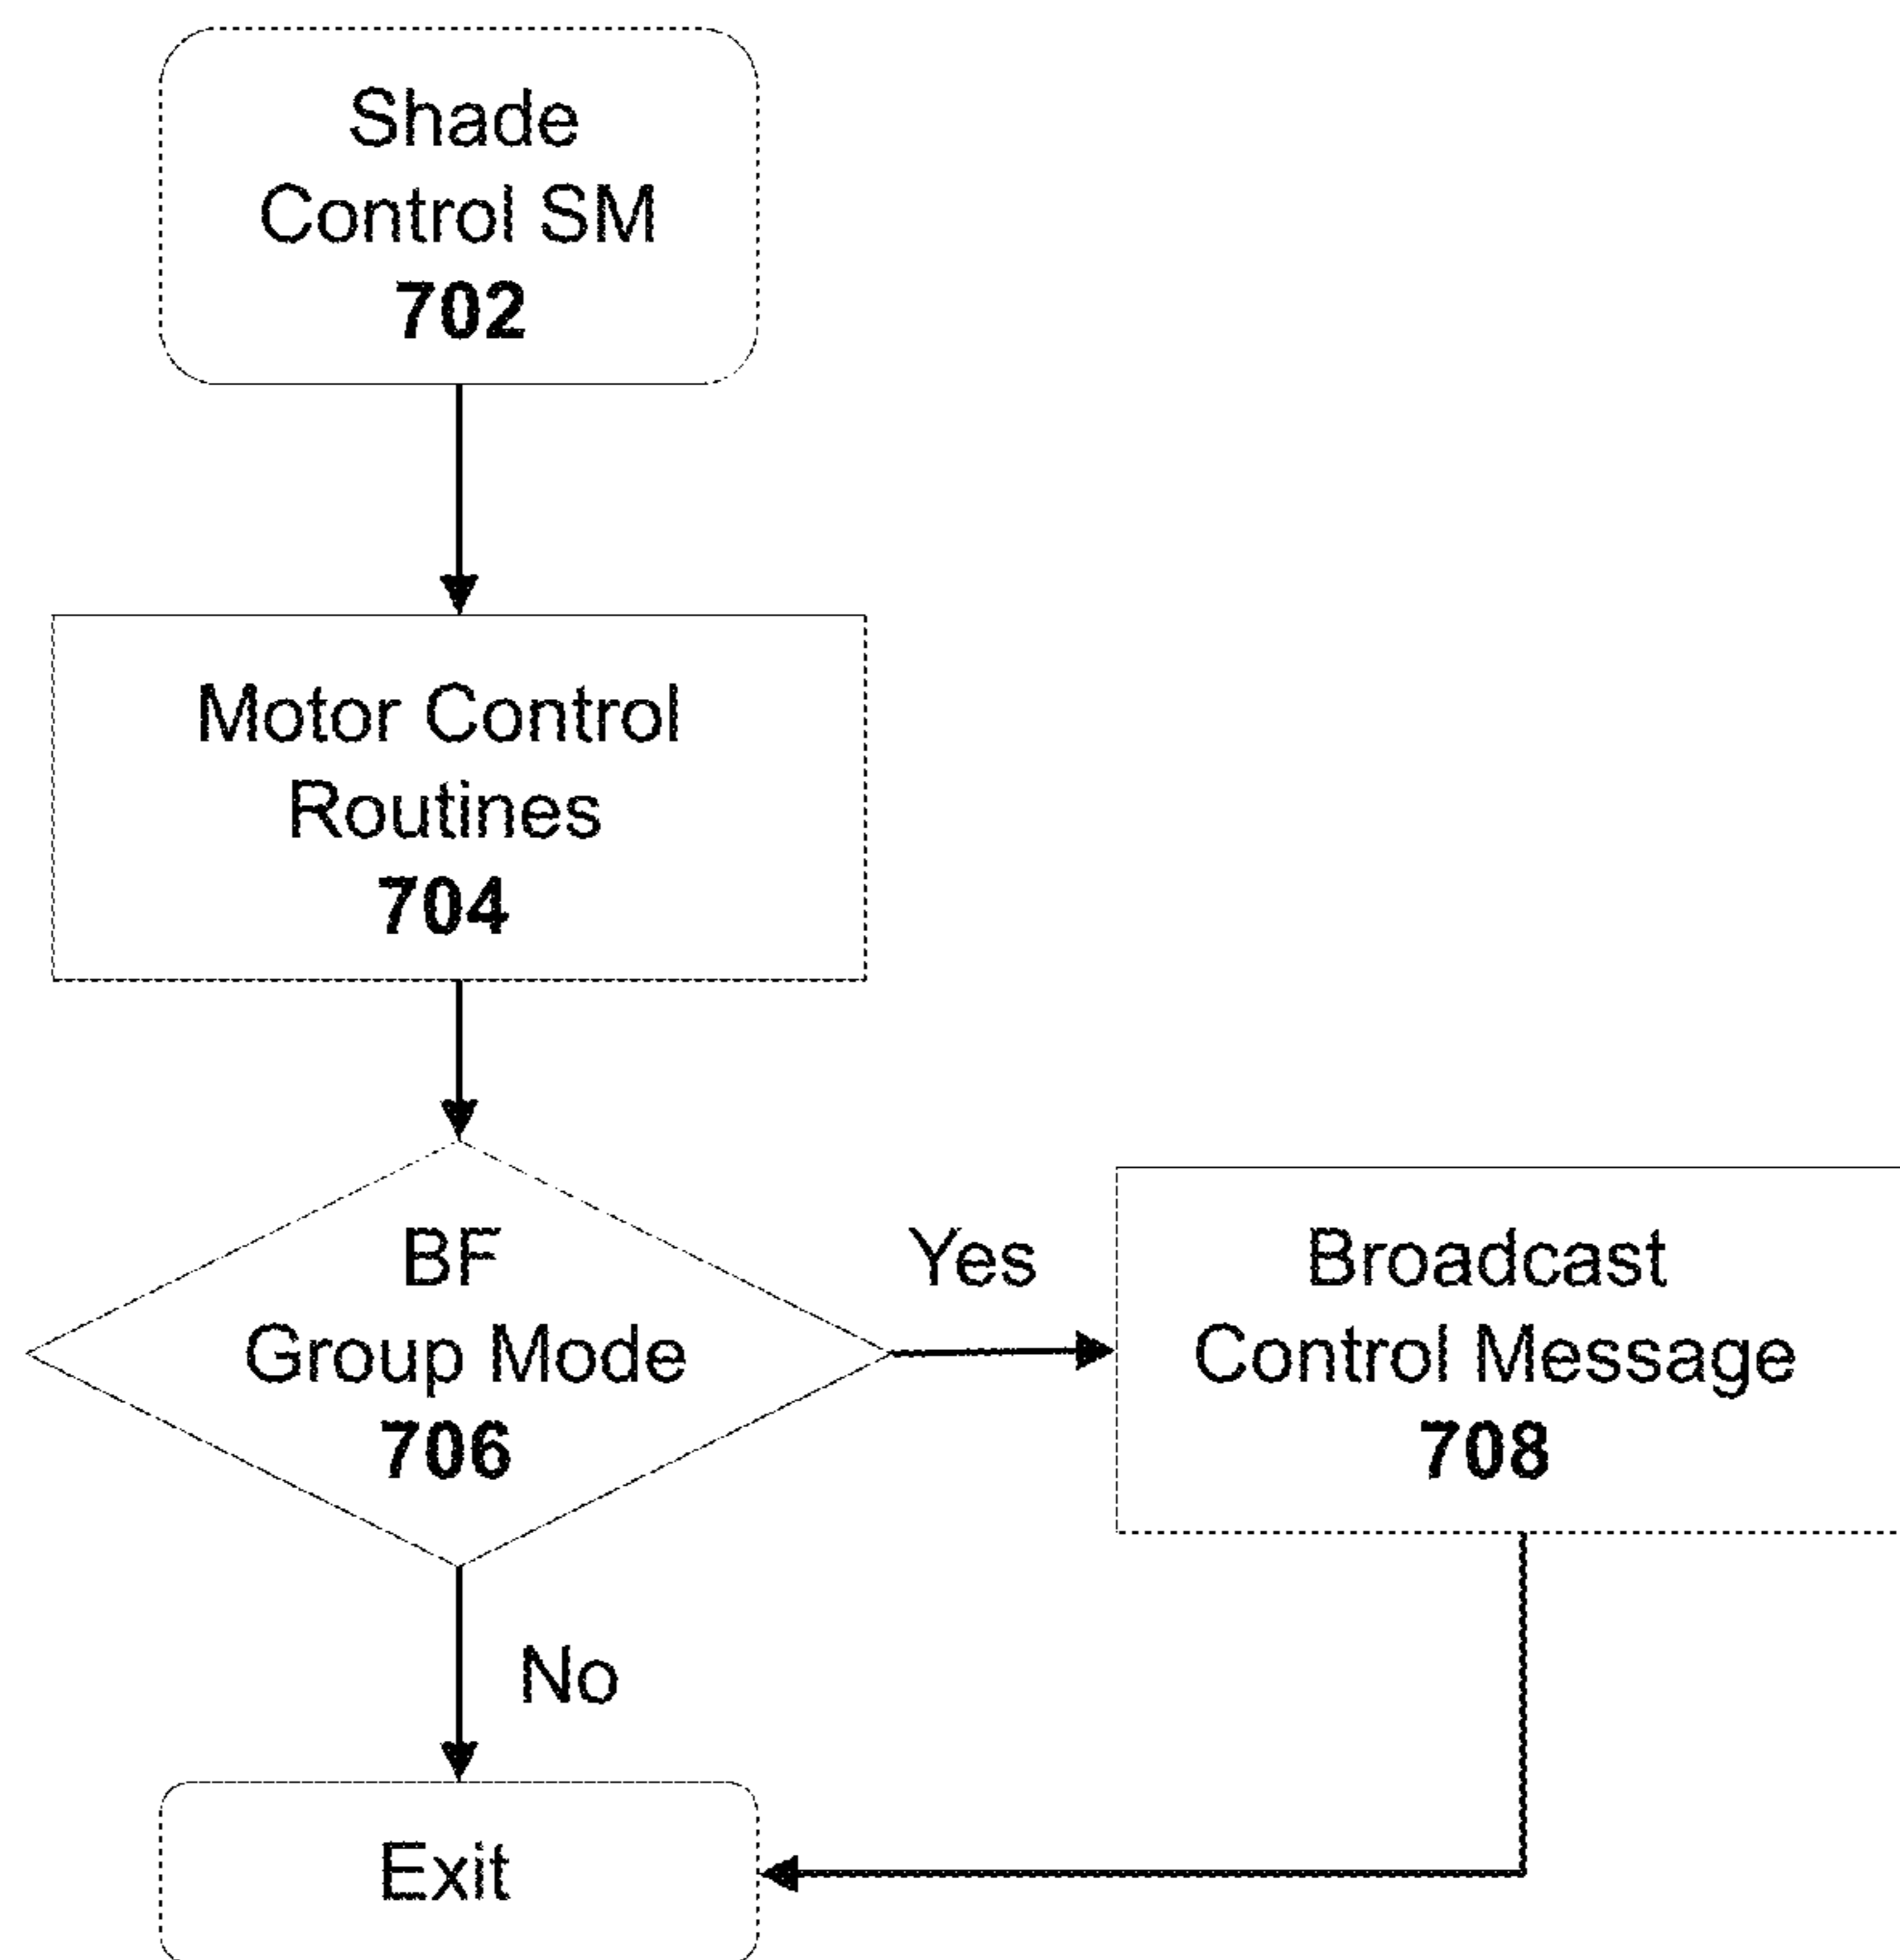 Shade
Control SM
702
Motor Control
Routines
704
BF
Group Mode
706
Yes
Broadcast
Control Message
708
No
Exit